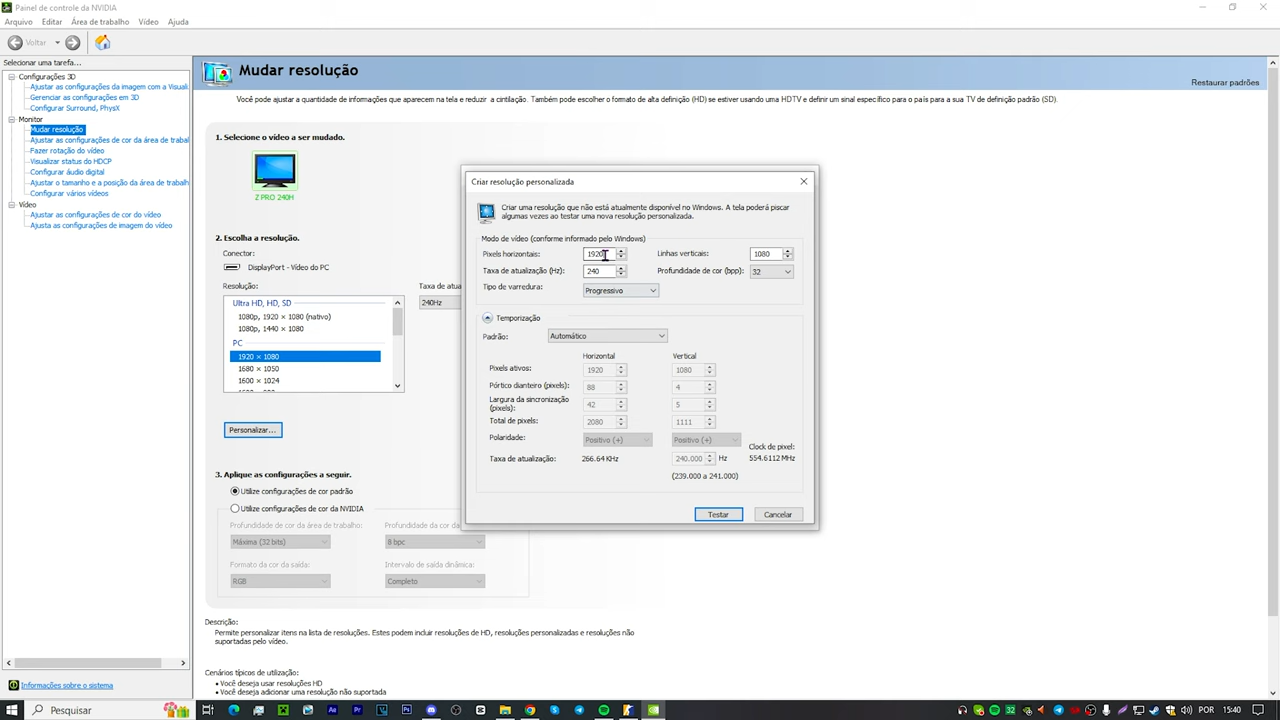 Painel de controle da NVIDIA
Arquivo Editar Área de trabalho Vídeo Ajuda
Voltar
Selecionar uma tarefa...
Configurações 3D
Ajustar as configurações da imagem com a Visuali
Gerenciar as configurações em 3D
Configurar Surround, PhysX
Monitor
Mudar resolução
Ajustar as configurações de cor da área de trabal
Fazer rotação do vídeo
Visualizar status do HDCP
Configurar áudio digital
Ajustar o tamanho e a posição da área de trabalh
Configurar vários vídeos
Vídeo
Ajustar as configurações de cor do vídeo
Ajusta as configurações de imagem do vídeo
Informações sobre o sistema
Mudar resolução
Restaurar padrões
Você pode ajustar a quantidade de informações que aparecem na tela e reduzir a cintilação. Também pode escolher o formato de alta definição (HD) se estiver usando uma HDTV e definir um sinal específico para o país para a sua TV de definição padrão (SD).
1. Selecione o vídeo a ser mudado.
Z PRO 240H
2. Escolha a resolução.
Conector:
DisplayPort - Vídeo do PC
Resolução:
Taxa de atua
240Hz
Ultra HD, HD, SD
1080p, 1920 × 1080 (nativo)
1080p, 1440 × 1080
PC
1920 × 1080
1680 × 1050
1600 × 1024
Personalizar...
3. Aplique as configurações a seguir.
Utilize configurações de cor padrão
Utilize configurações de cor da NVIDIA
Profundidade de cor da área de trabalho:
Profundidade da cor
Máxima (32 bits)
8 bpc
Formato da cor da saída:
Intervalo de saída dinâmica:
RGB
Completo
Descrição:
Permite personalizar itens na lista de resoluções. Estes podem incluir resoluções de HD, resoluções personalizadas e resoluções não
suportadas pelo vídeo.
Cenários típicos de utilização:
• Você deseja usar resoluções HD
• Você deseja adicionar uma resolução não suportada
Criar resolução personalizada
Criar uma resolução que não está atualmente disponível no Windows. A tela poderá piscar
algumas vezes ao testar uma nova resolução personalizada.
Modo de vídeo (conforme informado pelo Windows)
Pixels horizontais: 1920 Linhas verticais: 1080
Taxa de atualização (Hz): 240 Profundidade de cor (bpp): 32
Tipo de varredura: Progressivo
Temporização
Padrão: Automático
Horizontal Vertical
Pixels ativos: 1920 1080
Pórtico dianteiro (pixels): 88 4
Largura da sincronização
(pixels): 42 5
Total de pixels: 2080 1111
Polaridade: Positivo (+) Positivo (+)
Clock de pixel:
Taxa de atualização: 266.64 KHz 240.000 Hz 554.6112 MHz
(239.000 a 241.000)
Testar Cancelar
Pesquisar
POR 15:40